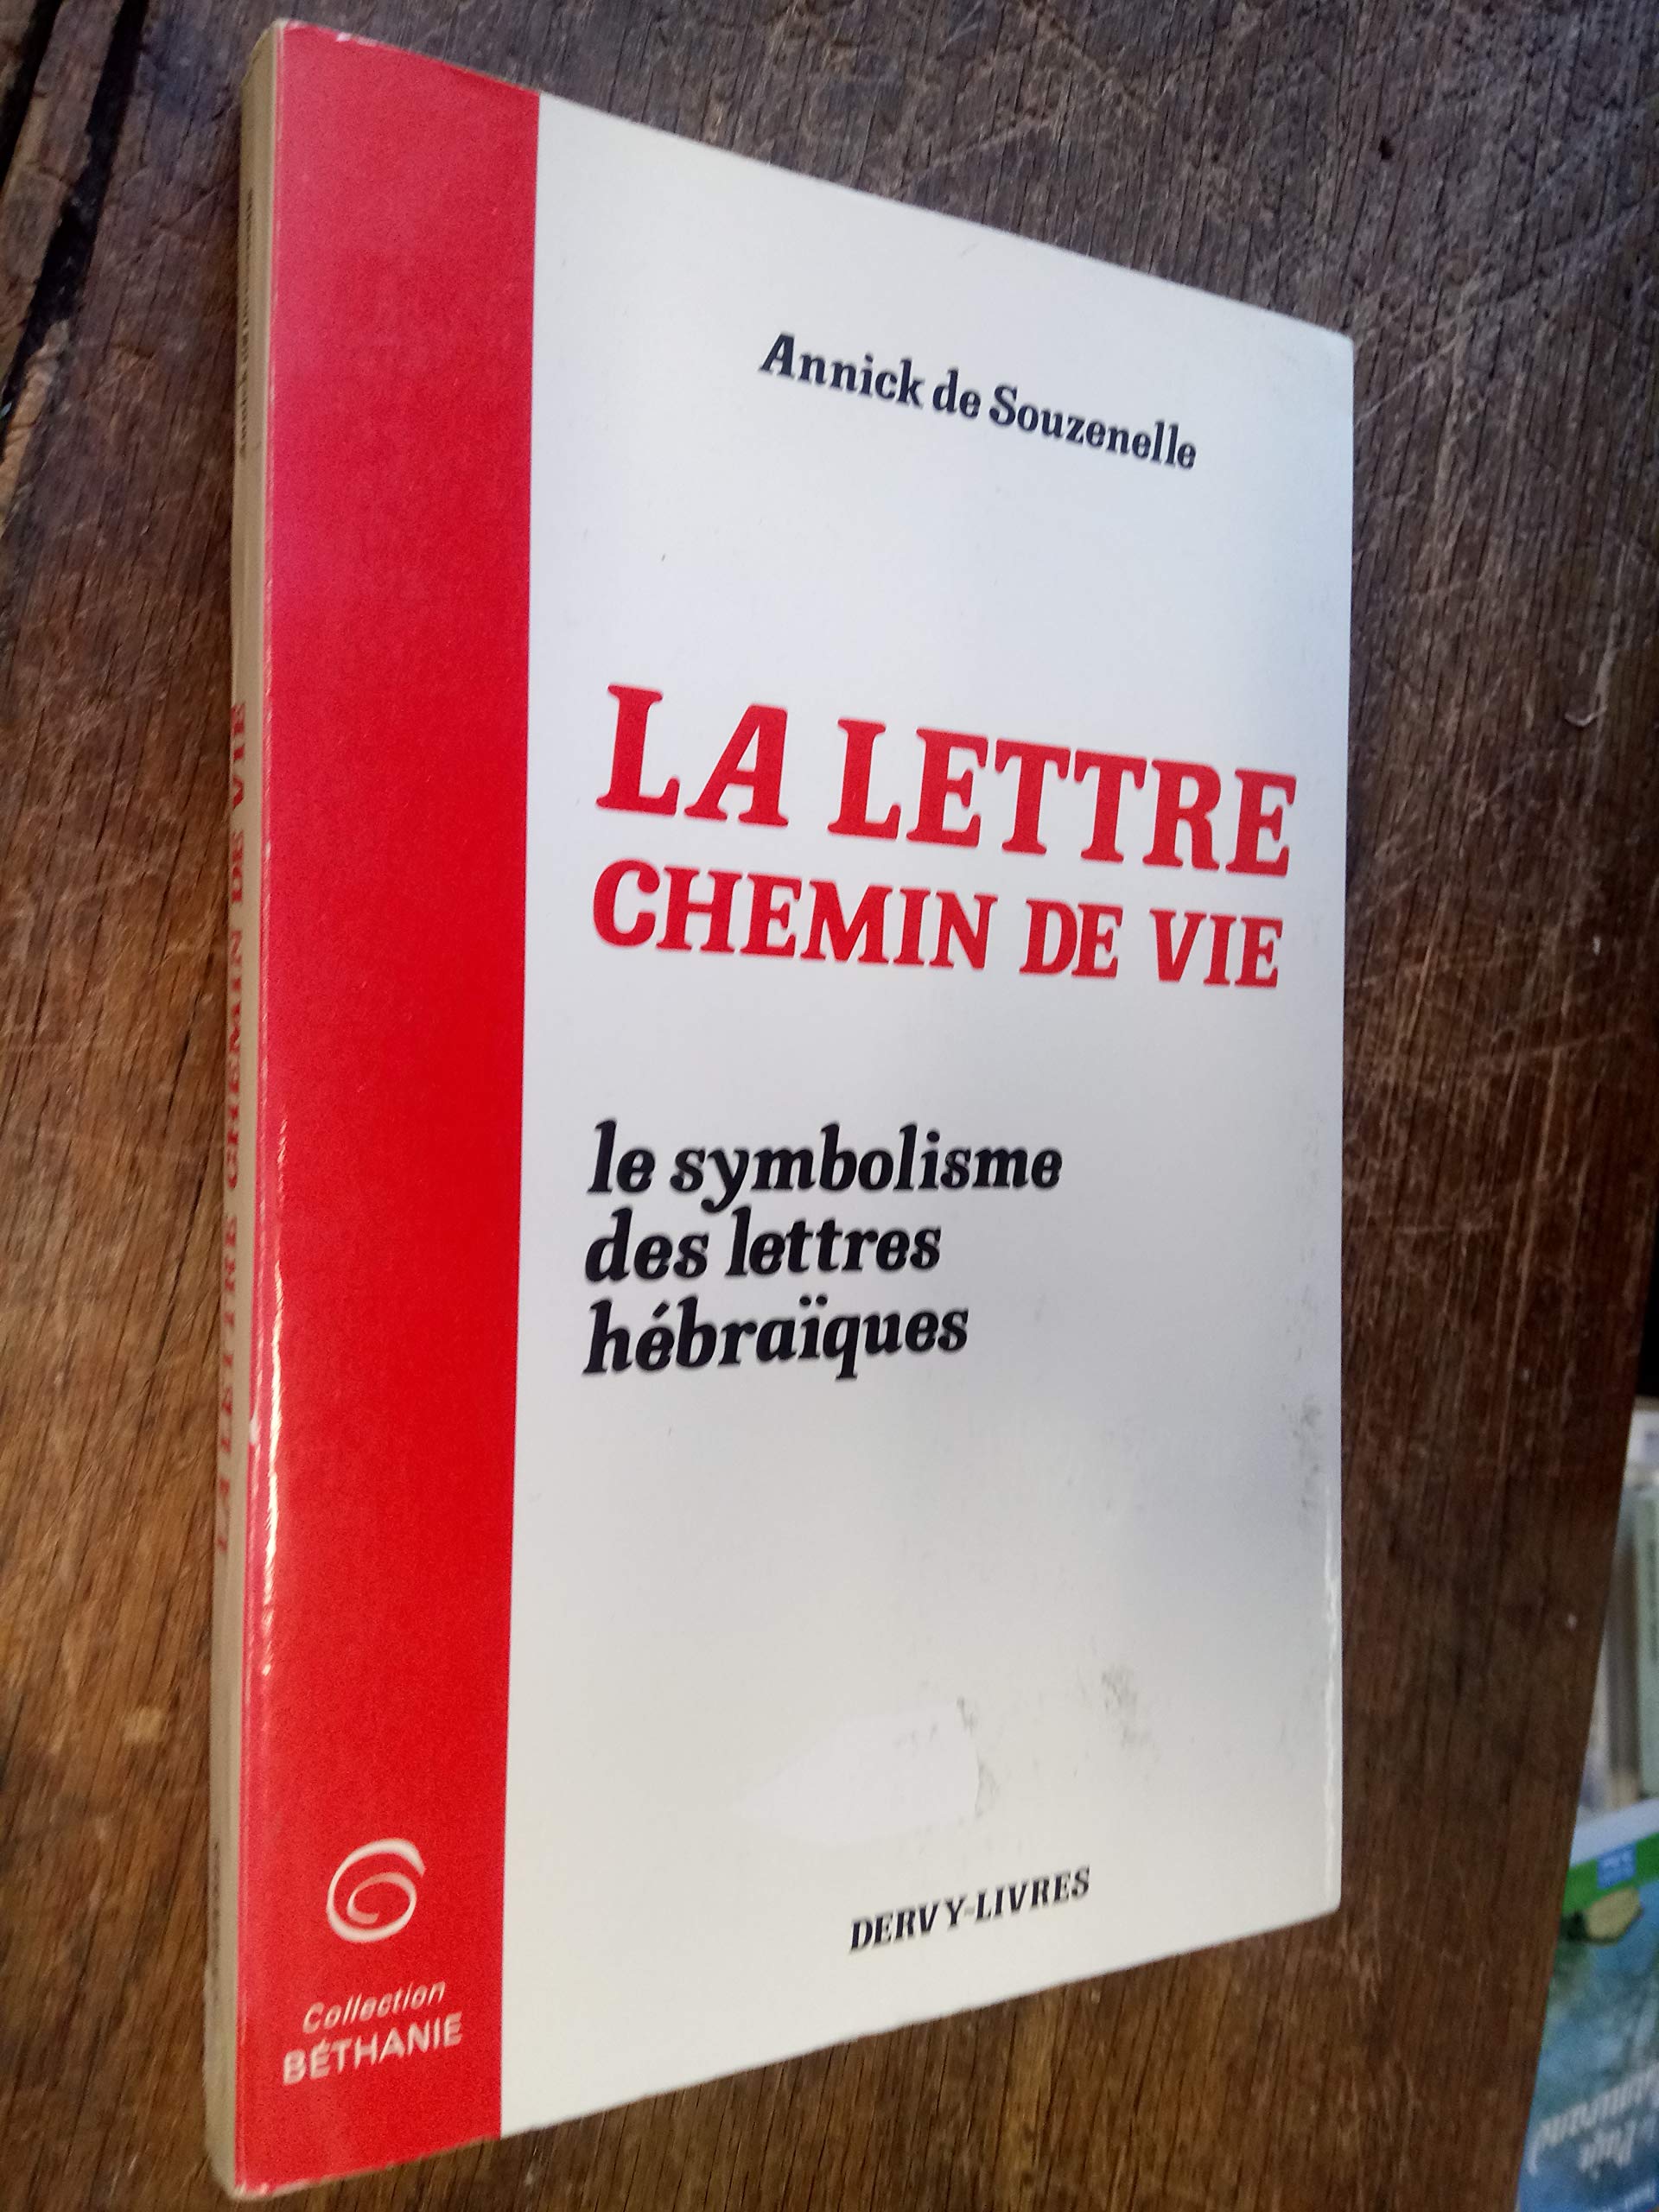 Annick de Souzenelle
LA LETTRE
CHEMIN DE VIE
le symbolisme
des lettres
hébraïques
DERVY-LIVRES
Collection
BÉTHANIE
LA LETTRE CHEMIN DE VIE